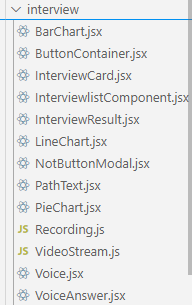 interview
BarChart.jsx
ButtonContainer.jsx
InterviewCard.jsx
InterviewlistComponent.jsx
InterviewResult.jsx
LineChart.jsx
NotButtonModal.jsx
PathText.jsx
PieChart.jsx
JS Recording.js
JS VideoStream.js
Voice.jsx
VoiceAnswer.jsx